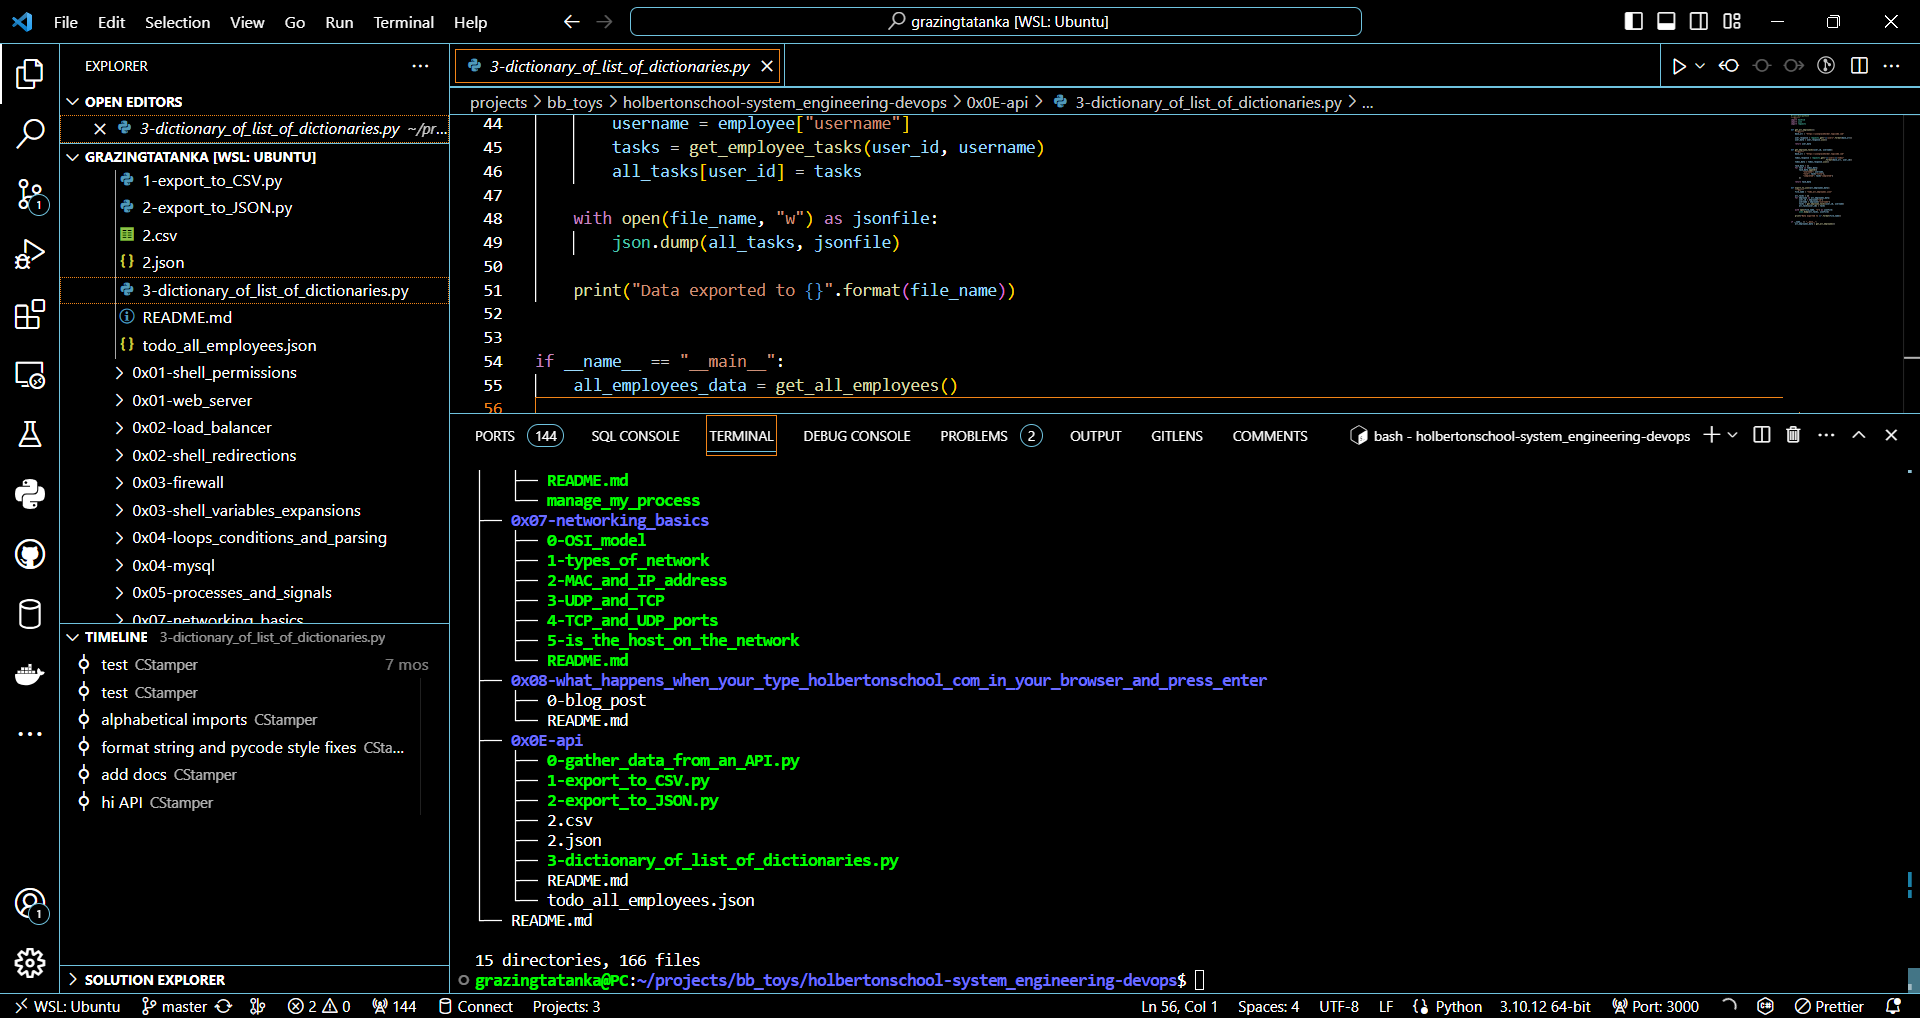 File Edit Selection View Go Run Terminal Help
grazingtatanka [WSL: Ubuntu]
EXPLORER
OPEN EDITORS
3-dictionary_of_list_of_dictionaries.py ~/pr...
GRAZINGTATANKA [WSL: UBUNTU]
1-export_to_CSV.py
2-export_to_JSON.py
2.csv
2.json
3-dictionary_of_list_of_dictionaries.py
README.md
todo_all_employees.json
0x01-shell_permissions
0x01-web_server
0x02-load_balancer
0x02-shell_redirections
0x03-firewall
0x03-shell_variables_expansions
0x04-loops_conditions_and_parsing
0x04-mysql
0x05-processes_and_signals
0x07-networking_basics
TIMELINE 3-dictionary_of_list_of_dictionaries.py
test CStamper 7 mos
test CStamper
alphabetical imports CStamper
format string and pycode style fixes CSta...
add docs CStamper
hi API CStamper
SOLUTION EXPLORER
1
1
3-dictionary_of_list_of_dictionaries.py
projects > bb_toys > holbertonschool-system_engineering-devops > 0x0E-api > 3-dictionary_of_list_of_dictionaries.py > ...
44 username = employee["username"]
45 tasks = get_employee_tasks(user_id, username)
46 all_tasks[user_id] = tasks
47
48 with open(file_name, "w") as jsonfile:
49 json.dump(all_tasks, jsonfile)
50
51 print("Data exported to {}".format(file_name))
52
53
54 if __name__ == "__main__":
55 all_employees_data = get_all_employees()
56
PORTS 144 SQL CONSOLE TERMINAL DEBUG CONSOLE PROBLEMS 2 OUTPUT GITLENS COMMENTS bash - holbertonschool-system_engineering-devops
README.md
manage_my_process
0x07-networking_basics
0-OSI_model
1-types_of_network
2-MAC_and_IP_address
3-UDP_and_TCP
4-TCP_and_UDP_ports
5-is_the_host_on_the_network
README.md
0x08-what_happens_when_your_type_holbertonschool_com_in_your_browser_and_press_enter
0-blog_post
README.md
0x0E-api
0-gather_data_from_an_API.py
1-export_to_CSV.py
2-export_to_JSON.py
2.csv
2.json
3-dictionary_of_list_of_dictionaries.py
README.md
todo_all_employees.json
README.md
15 directories, 166 files
grazingtatanka@PC:~/projects/bb_toys/holbertonschool-system_engineering-devops$
WSL: Ubuntu master 2 0 144 Connect Projects: 3 Ln 56, Col 1 Spaces: 4 UTF-8 LF Python 3.10.12 64-bit Port: 3000 Prettier